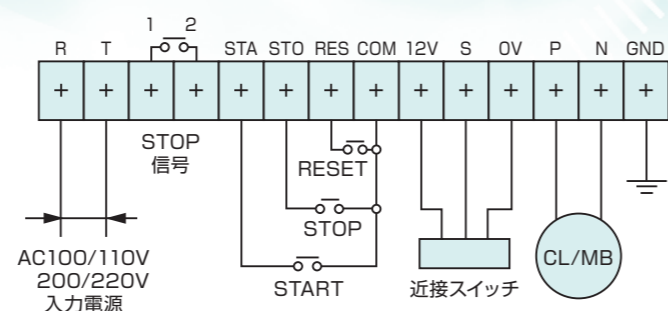 1 2
R T STA STO RES COM 12V S 0V P N GND
+ + + + + + + + + + + + + +
STOP
信号
RESET
STOP
START
AC100/110V
200/220V
入力電源
近接スイッチ
CL/MB